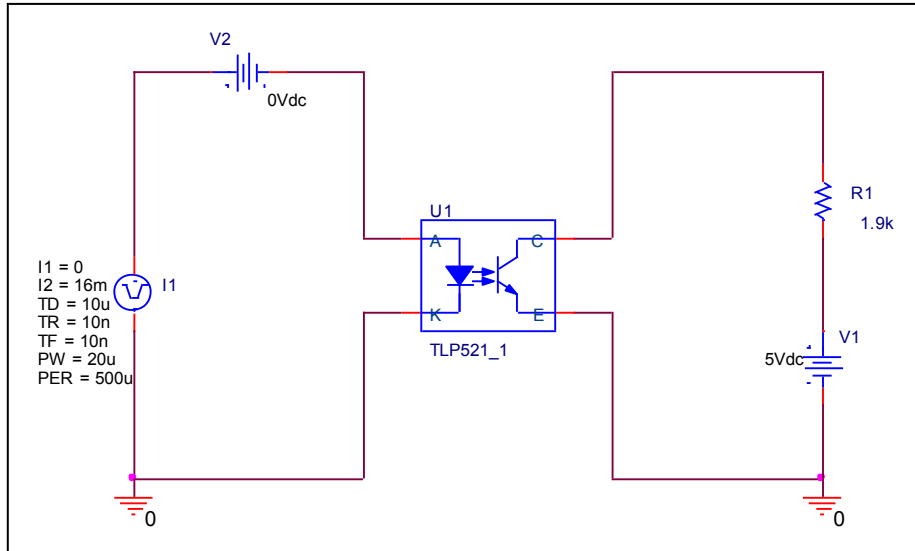 V2
0Vdc
I1 = 0
I2 = 16m
TD = 10u
TR = 10n
TF = 10n
PW = 20u
PER = 500u
I1
U1
A
C
K
E
TLP521_1
R1
1.9k
V1
5Vdc
0
0